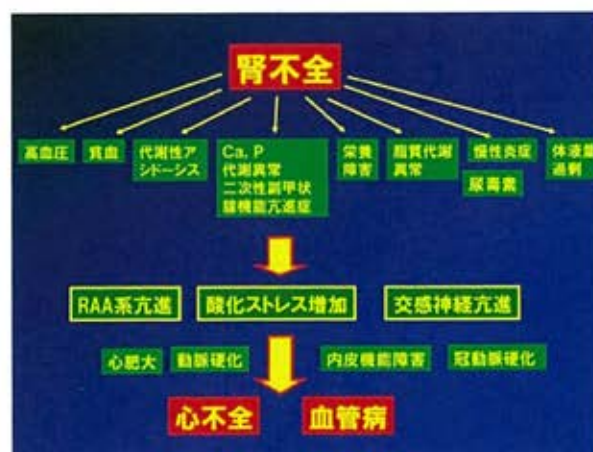 腎不全
高血圧
貧血
代謝性ア
シドーシス
Ca, P
代謝異常
二次性副甲状
腺機能亢進症
栄養
障害
脂質代謝
異常
慢性炎症
尿毒素
体液量
過剰
RAA系亢進
酸化ストレス増加
交感神経亢進
心肥大
動脈硬化
内皮機能障害
冠動脈硬化
心不全
血管病